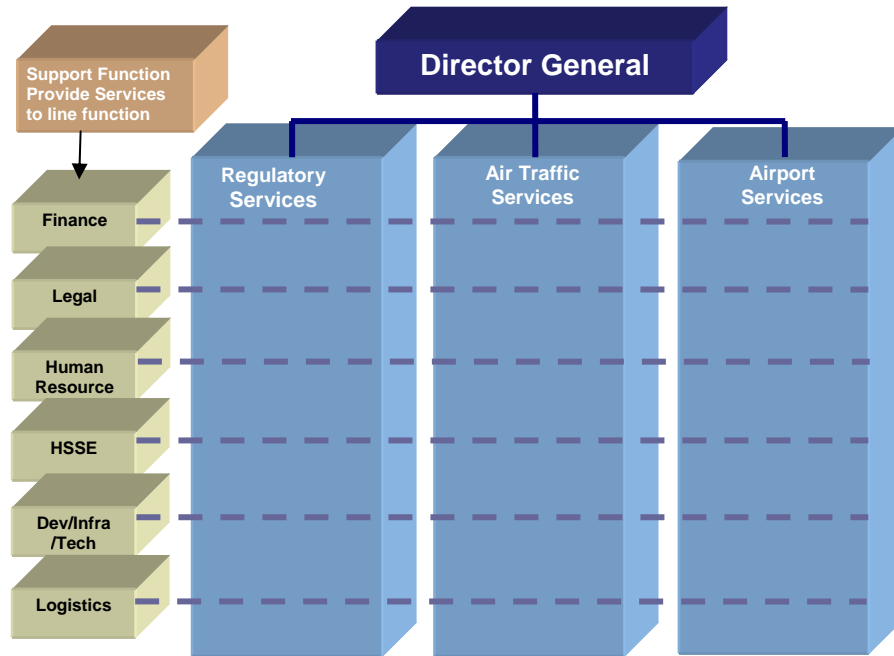 Director General
Support Function
Provide Services
to line function
Regulatory
Services
Air Traffic
Services
Airport
Services
Finance
Legal
Human
Resource
HSSE
Dev/Infra
/Tech
Logistics